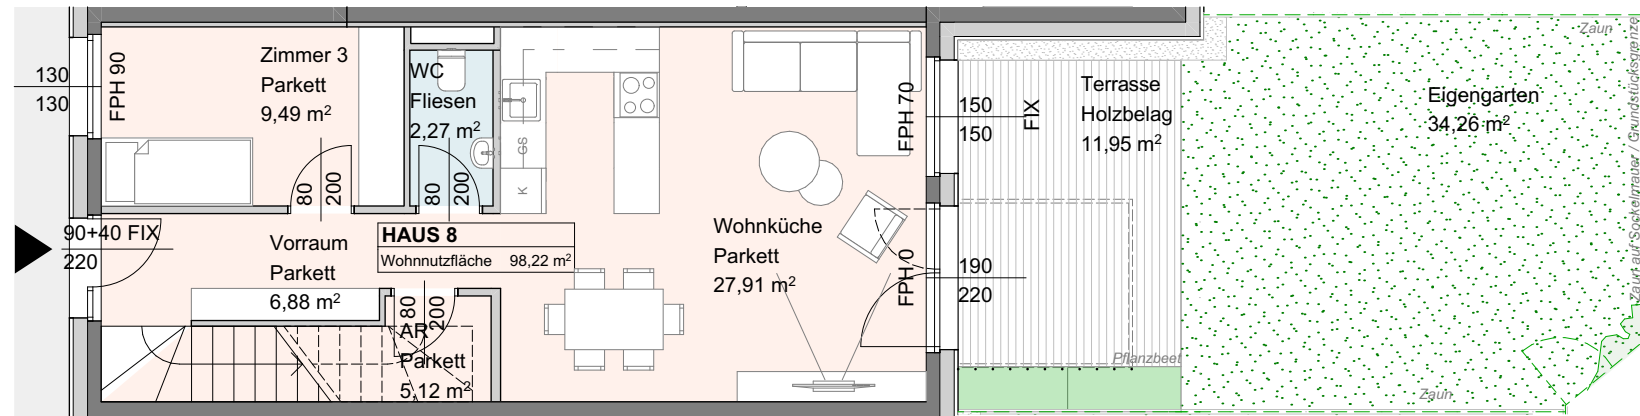 130
130
FPH 90
Zimmer 3
Parkett
9,49 m²
80
200
WC
Fliesen
2,27 m²
80
200
GS
K
90+40 FIX
220
Vorraum
Parkett
6,88 m²
HAUS 8
Wohnnutzfläche 98,22 m²
80
200
AR
Parkett
5,12 m²
Wohnküche
Parkett
27,91 m²
FPH 70
150
150
FIX
FPH 0
190
220
Terrasse
Holzbelag
11,95 m²
Pflanzbeet
Eigengarten
34,26 m²
Zaun
Zaun auf Sockelmauer / Grundstücksgrenze
Zaun